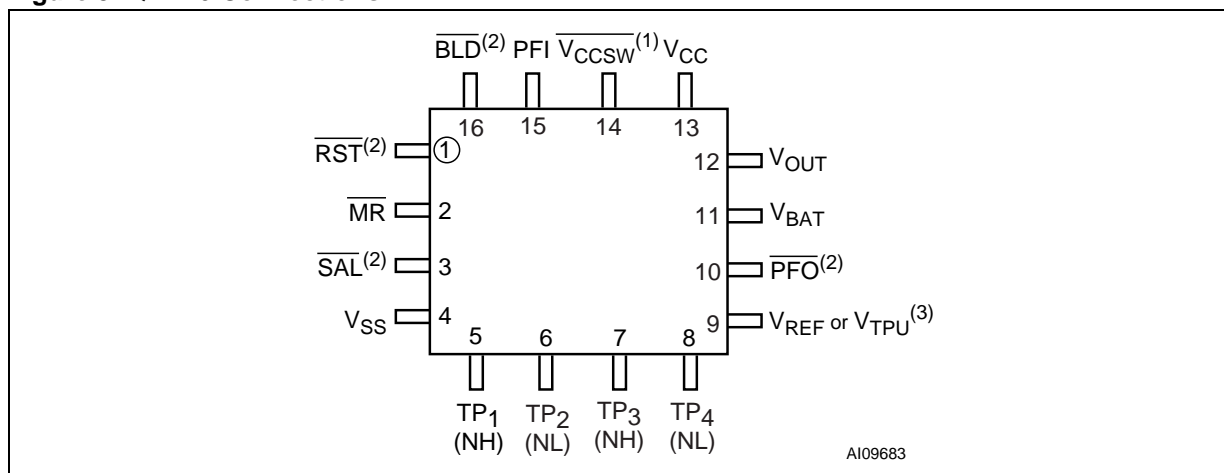 BLD(2) PFI VCCSW(1) VCC
16 15 14 13
RST(2) 1 12 VOUT
MR 2 11 VBAT
SAL(2) 3 10 PFO(2)
VSS 4 9 VREF or VTPU(3)
5 6 7 8
TP1 TP2 TP3 TP4
(NH) (NL) (NH) (NL)
AI09683